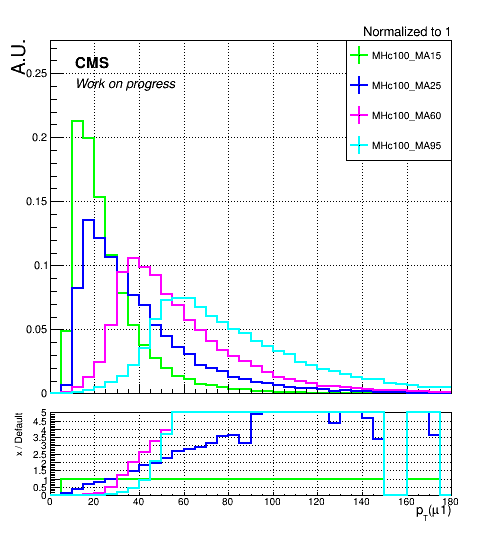 Normalized to 1
A.U.
CMS
Work on progress
MHc100_MA15
MHc100_MA25
MHc100_MA60
MHc100_MA95
0.25
0.2
0.15
0.1
0.05
0
x / Default
5
4.5
4
3.5
3
2.5
2
1.5
1
0.5
0
0 20 40 60 80 100 120 140 160 180
p_T(μ1)